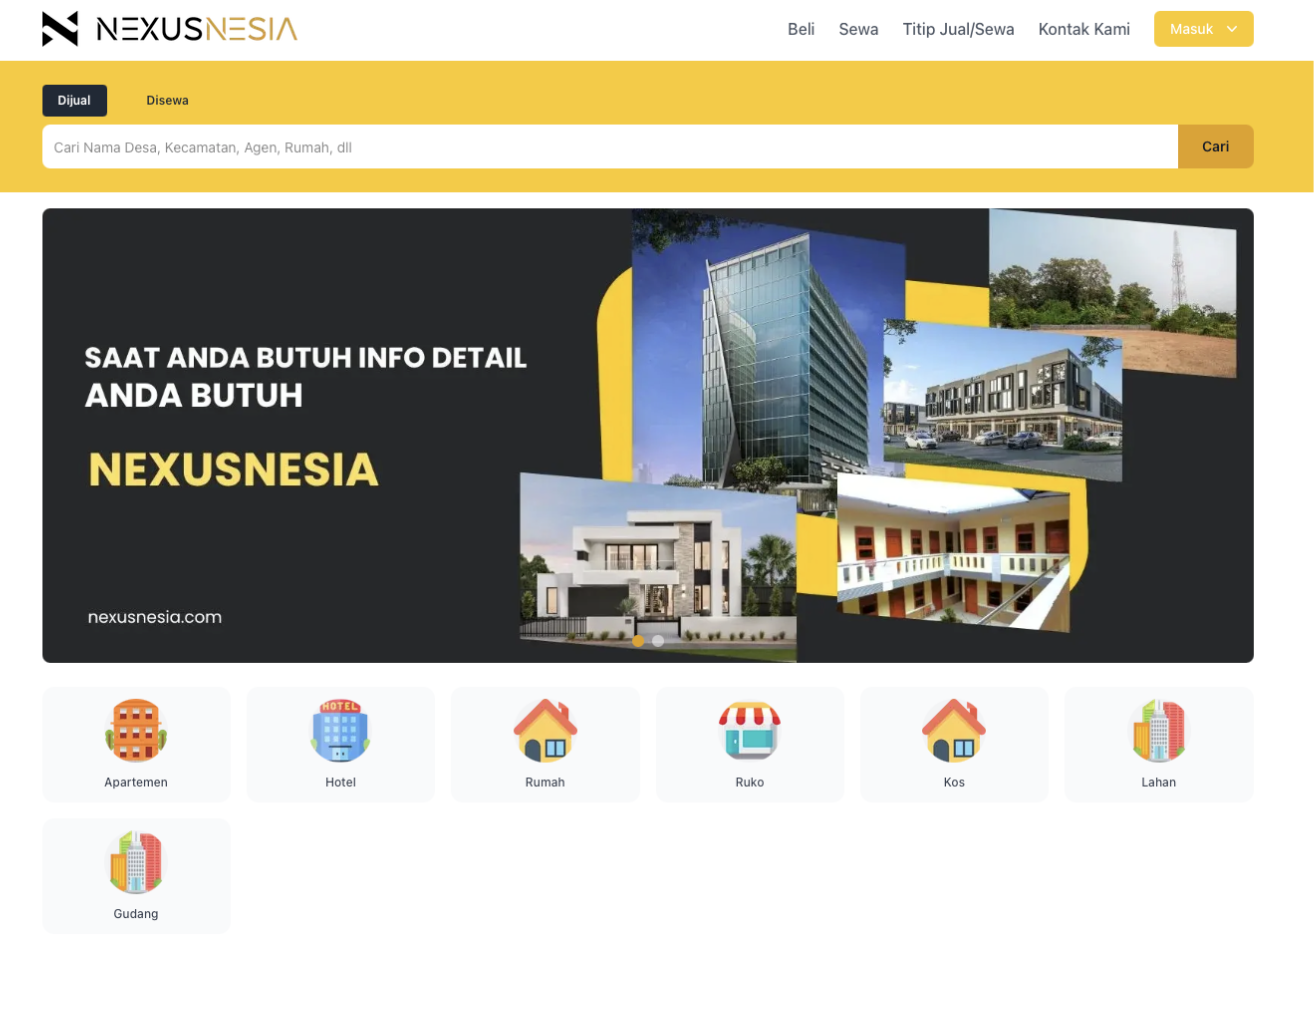 NEXUSNESIA
Beli Sewa Titip Jual/Sewa Kontak Kami Masuk
Dijual Disewa
Cari Nama Desa, Kecamatan, Agen, Rumah, dll Cari
SAAT ANDA BUTUH INFO DETAIL
ANDA BUTUH
NEXUSNESIA
nexusnesia.com
HOTEL
Apartemen Hotel Rumah Ruko Kos Lahan
Gudang